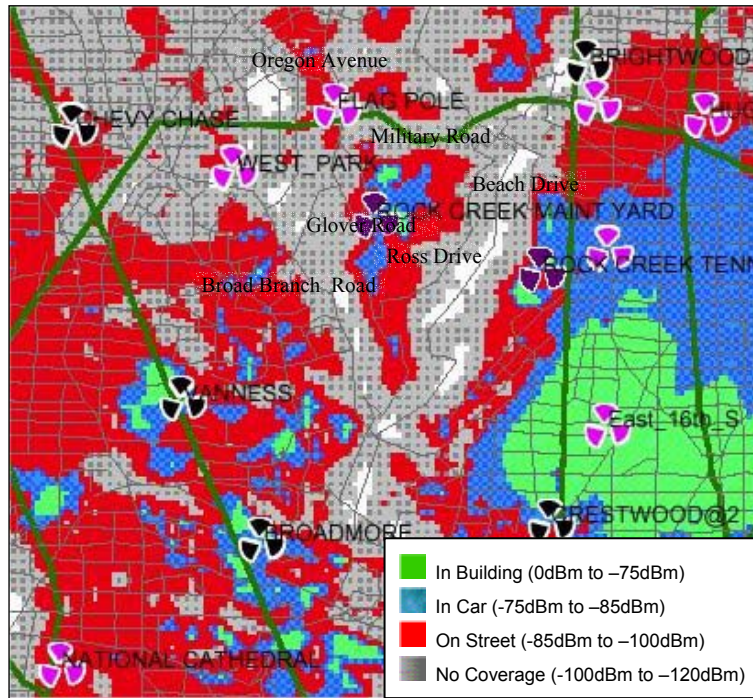 BRIGHTWOOD
Oregon Avenue
FLAG POLE
CHEVY CHASE
Military Road
WEST_PARK
Beach Drive
ROCK CREEK MAINT YARD
Glover Road
Ross Drive
ROCK CREEK TENN
Broad Branch Road
VANNESS
East_16th_S
CRESTWOOD@2
BROADMORE
In Building (0dBm to –75dBm)
In Car (-75dBm to –85dBm)
On Street (-85dBm to –100dBm)
No Coverage (-100dBm to –120dBm)
NATIONAL CATHEDRAL